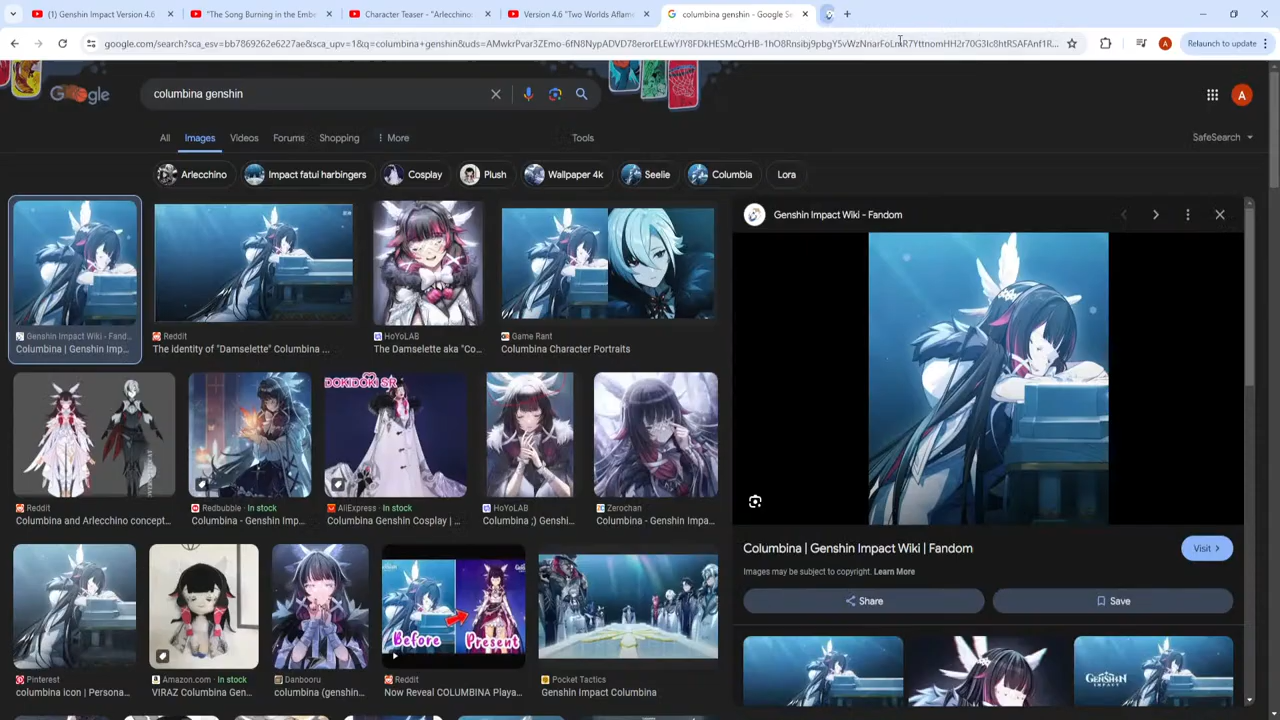 (1) Genshin Impact Version 4.6
"The Song Burning in the Embe
Character Teaser - "Arlecchino:
Version 4.6 "Two Worlds Aflame
columbina genshin - Google Se
Relaunch to update
Google
columbina genshin
A
All
Images
Videos
Forums
Shopping
More
Tools
SafeSearch
Arlecchino
Impact fatui harbingers
Cosplay
Plush
Wallpaper 4k
Seelie
Columbia
Lora
Genshin Impact Wiki - Fand...
Columbina | Genshin Imp...
Reddit
The Identity of "Damselette" Columbina ...
HoYoLAB
The Damselette aka "Co...
Game Rant
Columbina Character Portraits
Genshin Impact Wiki - Fandom
DOKIDOKI SR
Reddit
Columbina and Arlecchino concept...
Redbubble · In stock
Columbina - Genshin Imp...
AliExpress · In stock
Columbina Genshin Cosplay | ...
HoYoLAB
Columbina ;) Genshi...
Zerochan
Columbina - Genshin Impa...
Columbina | Genshin Impact Wiki | Fandom
Visit
Images may be subject to copyright. Learn More
Share
Save
Before
Present
Pinterest
columbina icon | Persona...
Amazon.com · In stock
VIRAZ Columbina Gen...
Danbooru
columbina (genshin...
Reddit
Now Reveal COLUMBINA Playa...
Pocket Tactics
Genshin Impact Columbina
GENSHIN
IMPACT